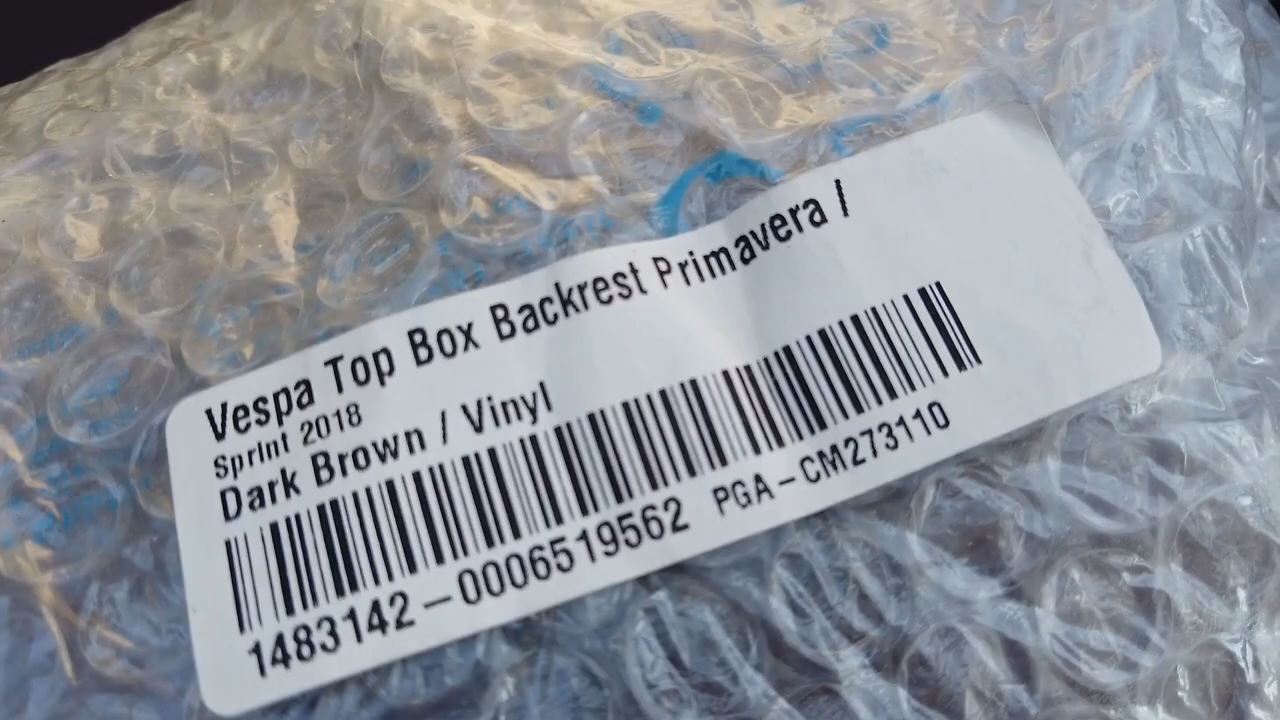 Vespa Top Box Backrest Primavera /
Sprint 2018
Dark Brown / Vinyl
1483142-0006519562 PGA-CM273110